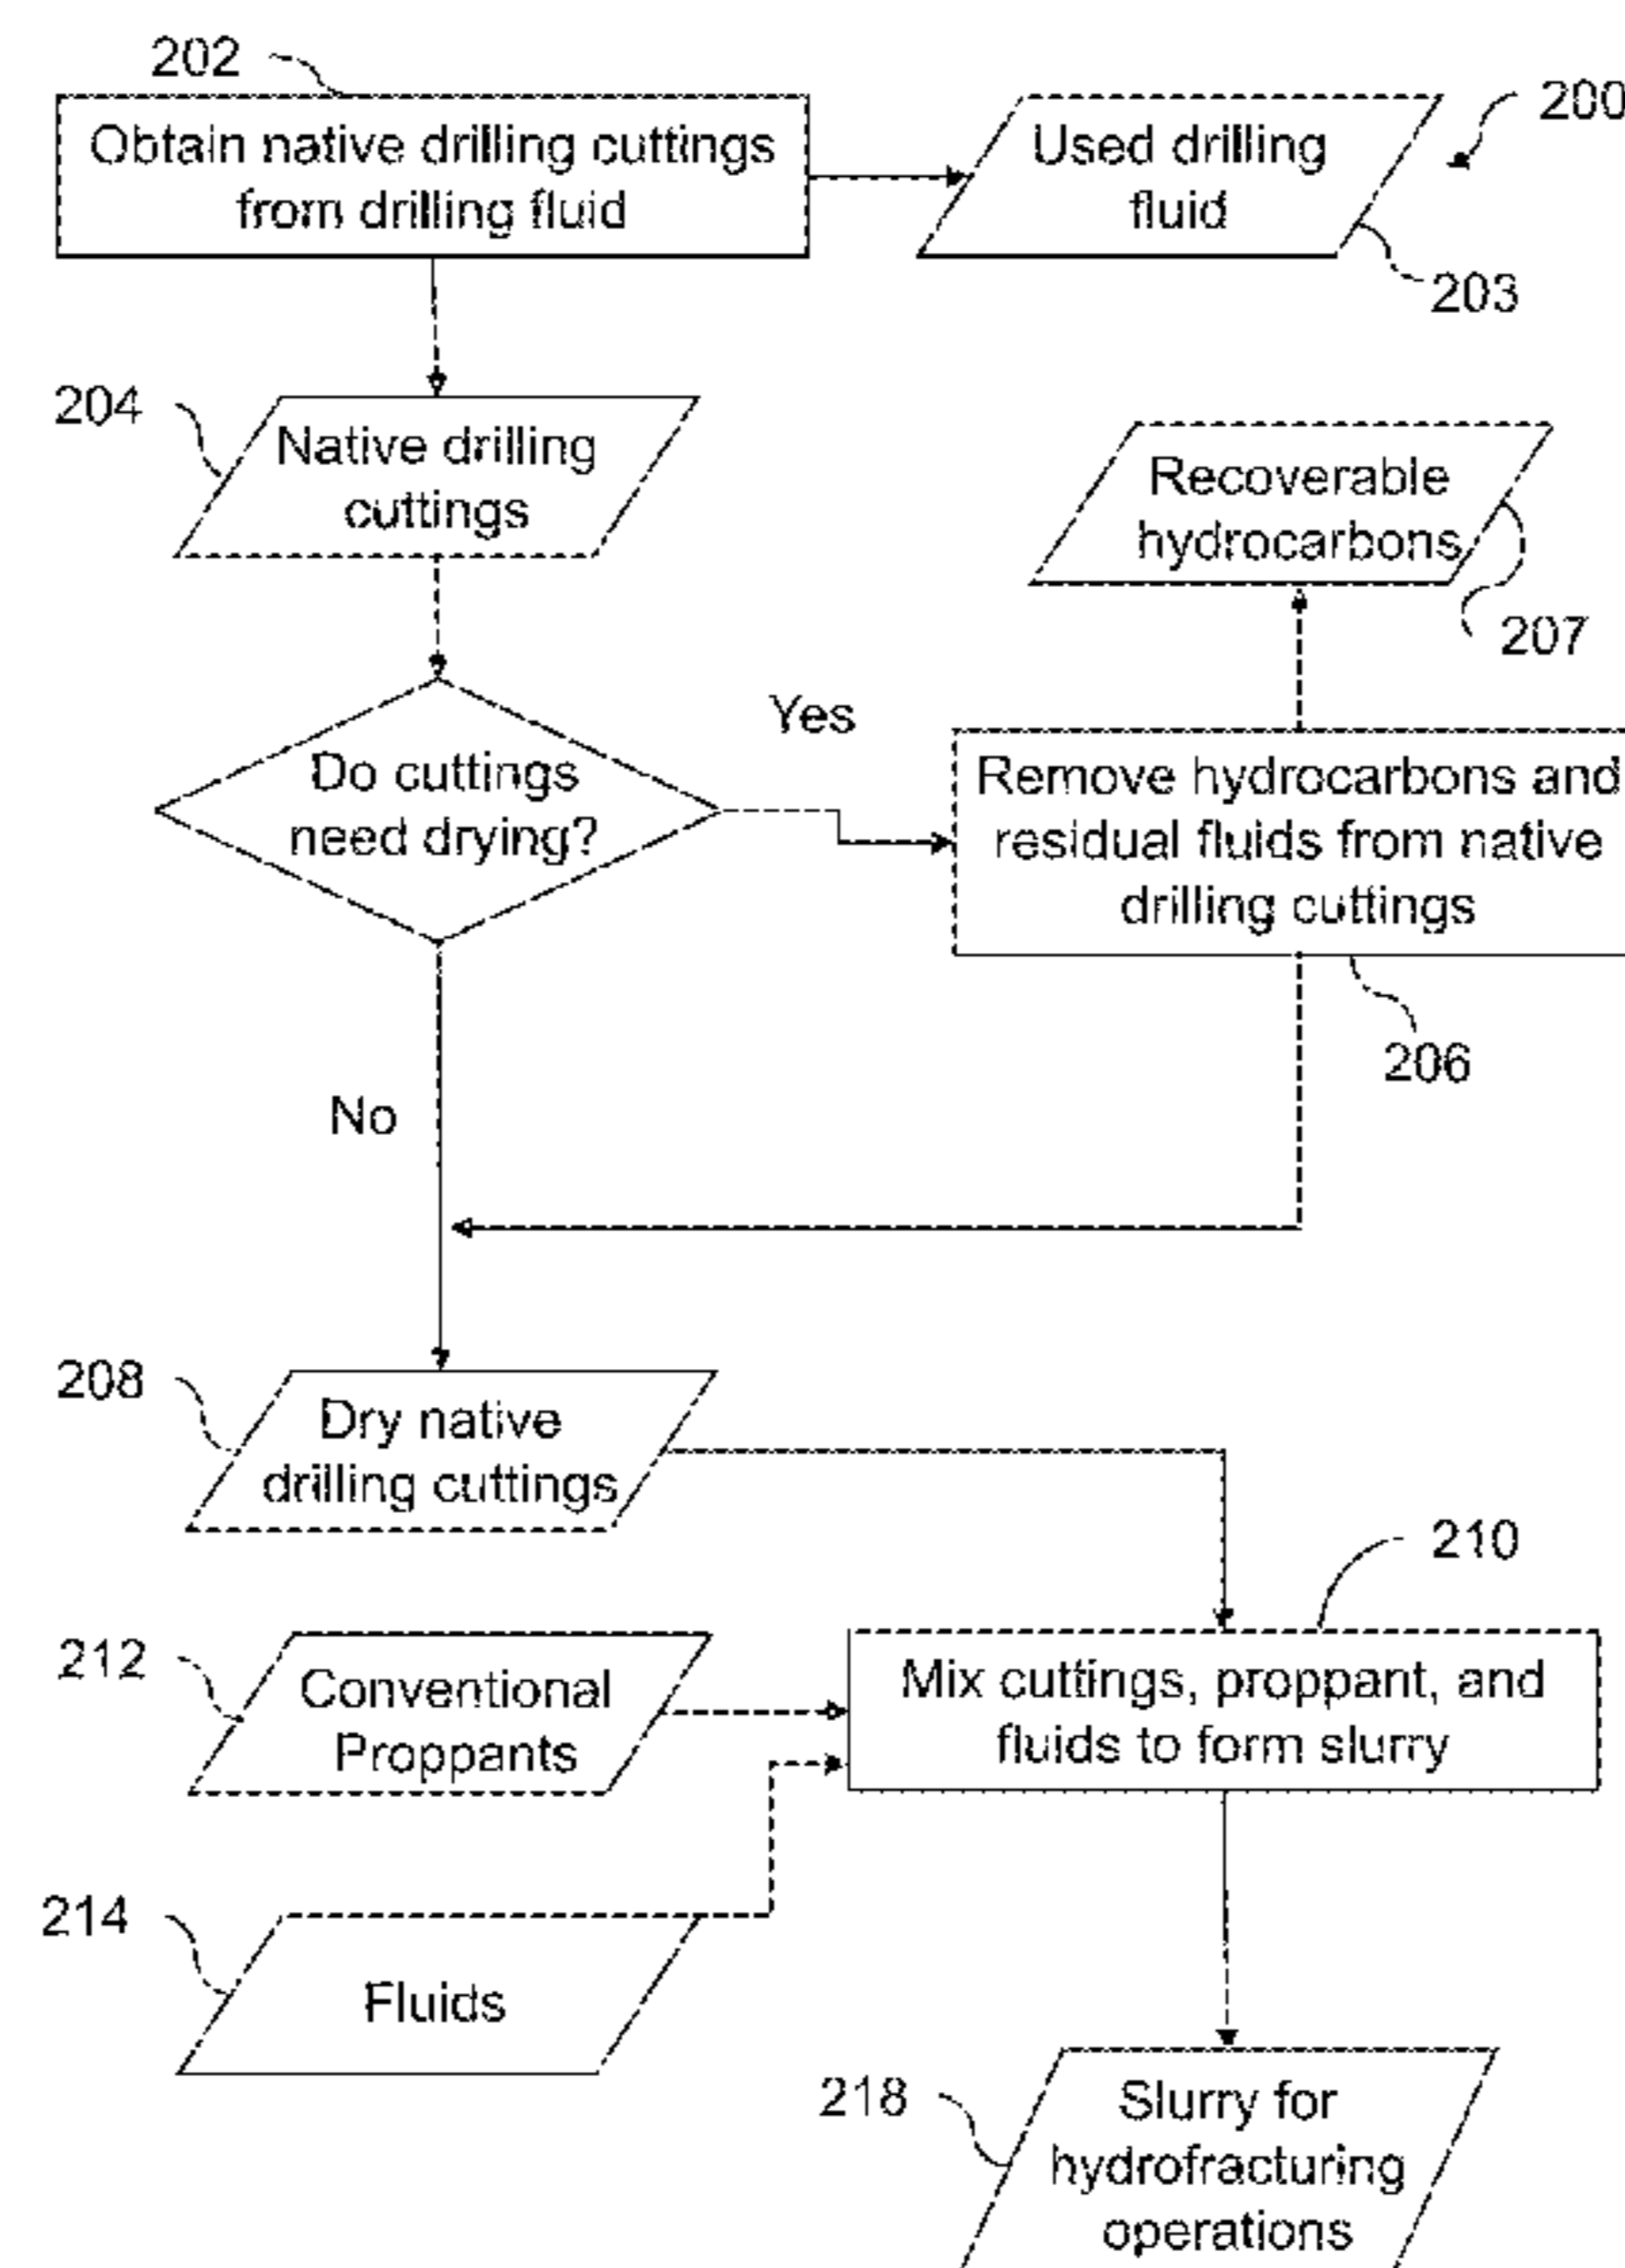 202
Obtain native drilling cuttings
from drilling fluid
Used drilling
fluid
200
203
204
Native drilling
cuttings
Recoverable
hydrocarbons
207
Do cuttings
need drying?
Yes
Remove hydrocarbons and
residual fluids from native
drilling cuttings
206
No
208
Dry native
drilling cuttings
210
212
Conventional
Proppants
Mix cuttings, proppant, and
fluids to form slurry
214
Fluids
218
Slurry for
hydrofracturing
operations